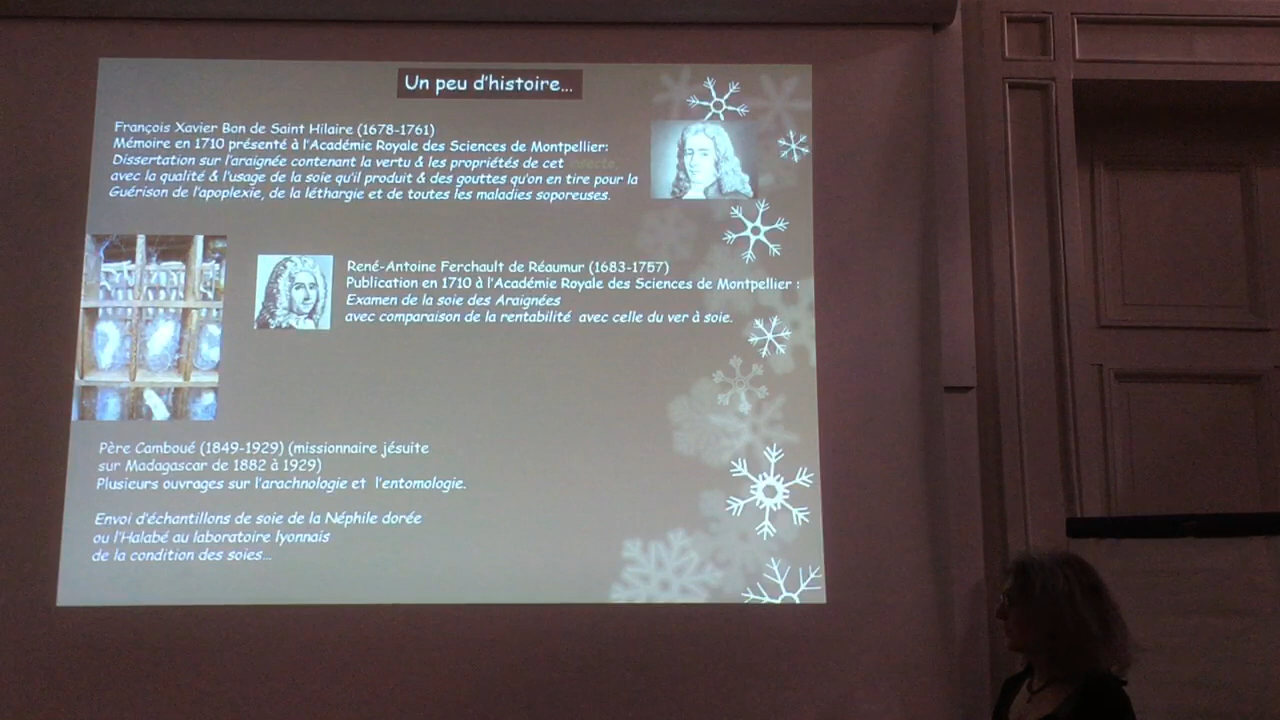 Un peu d'histoire...
François Xavier Bon de Saint Hilaire (1678-1761)
Mémoire en 1710 présenté à l'Académie Royale des Sciences de Montpellier:
Dissertation sur l'araignée contenant la vertu & les propriétés de cet insecte,
avec la qualité & l'usage de la soie qu'il produit & des gouttes qu'on en tire pour la
Guérison de l'apoplexie, de la léthargie et de toutes les maladies soporeuses.
René-Antoine Ferchault de Réaumur (1683-1757)
Publication en 1710 à l'Académie Royale des Sciences de Montpellier :
Examen de la soie des Araignées
avec comparaison de la rentabilité avec celle du ver à soie.
Père Camboué (1849-1929) (missionnaire jésuite
sur Madagascar de 1882 à 1929)
Plusieurs ouvrages sur l'arachnologie et l'entomologie.
Envoi d'échantillons de soie de la Néphile dorée
ou l'Halabé au laboratoire lyonnais
de la condition des soies...